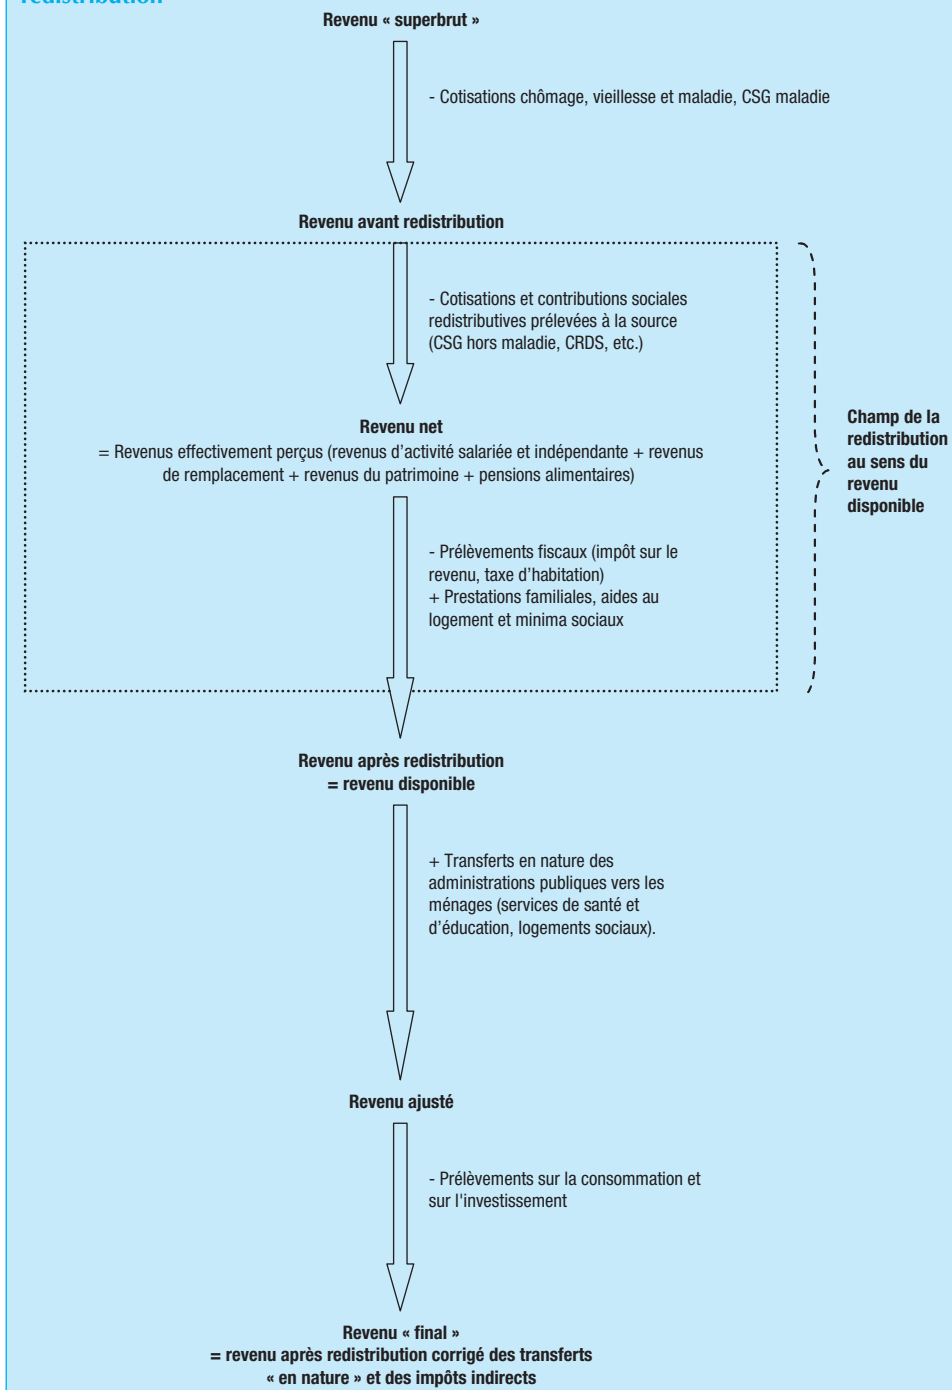 redistribution
Revenu « superbrut »
- Cotisations chômage, vieillesse et maladie, CSG maladie
Revenu avant redistribution
- Cotisations et contributions sociales
redistributives prélevées à la source
(CSG hors maladie, CRDS, etc.)
Revenu net
= Revenus effectivement perçus (revenus d’activité salariée et indépendante + revenus
de remplacement + revenus du patrimoine + pensions alimentaires)
Champ de la
redistribution
au sens du
revenu
disponible
- Prélèvements fiscaux (impôt sur le
revenu, taxe d’habitation)
+ Prestations familiales, aides au
logement et minima sociaux
Revenu après redistribution
= revenu disponible
+ Transferts en nature des
administrations publiques vers les
ménages (services de santé et
d’éducation, logements sociaux).
Revenu ajusté
- Prélèvements sur la consommation et
sur l'investissement
Revenu « final »
= revenu après redistribution corrigé des transferts
« en nature » et des impôts indirects